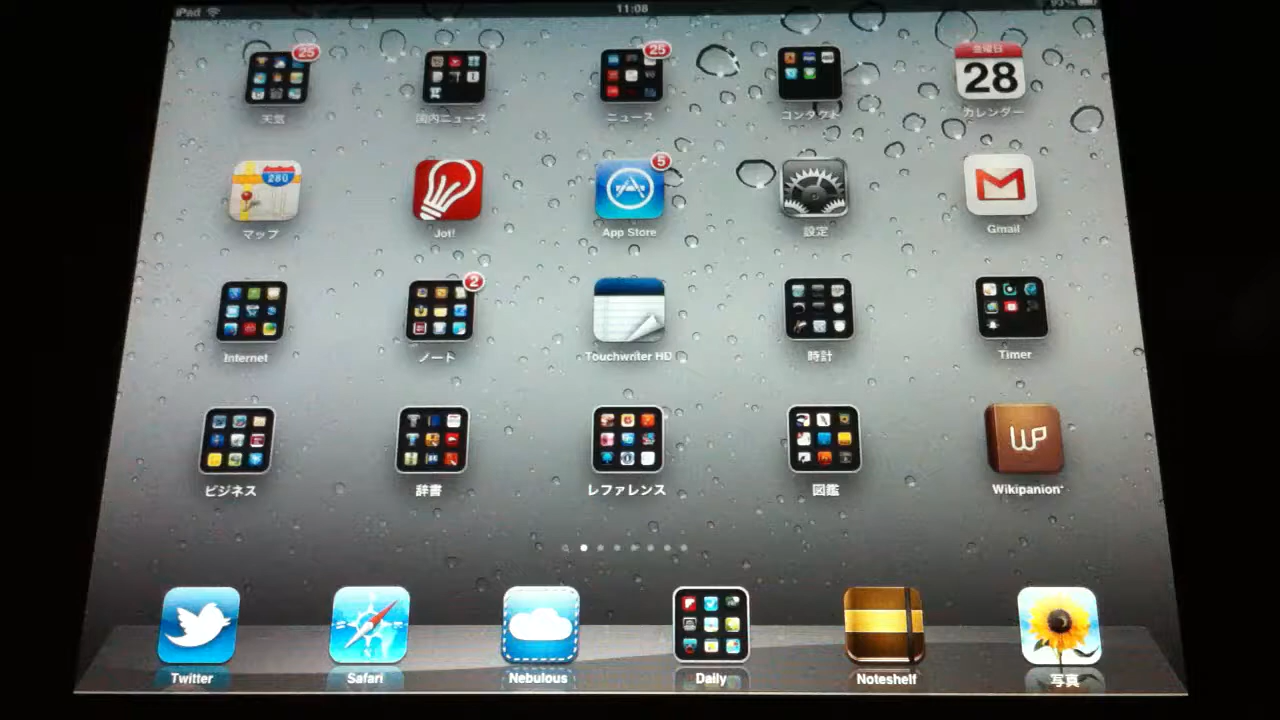 iPad
11:08
93%
25
25
金曜日
28
天気
国内ニュース
ニュース
コンタクト
カレンダー
280
5
マップ
Jot!
App Store
設定
Gmail
2
Internet
ノート
Touchwriter HD
時計
Timer
WP
ビジネス
辞書
レファレンス
図鑑
Wikipanion+
Twitter
Safari
Nebulous
Daily
Noteshelf
写真